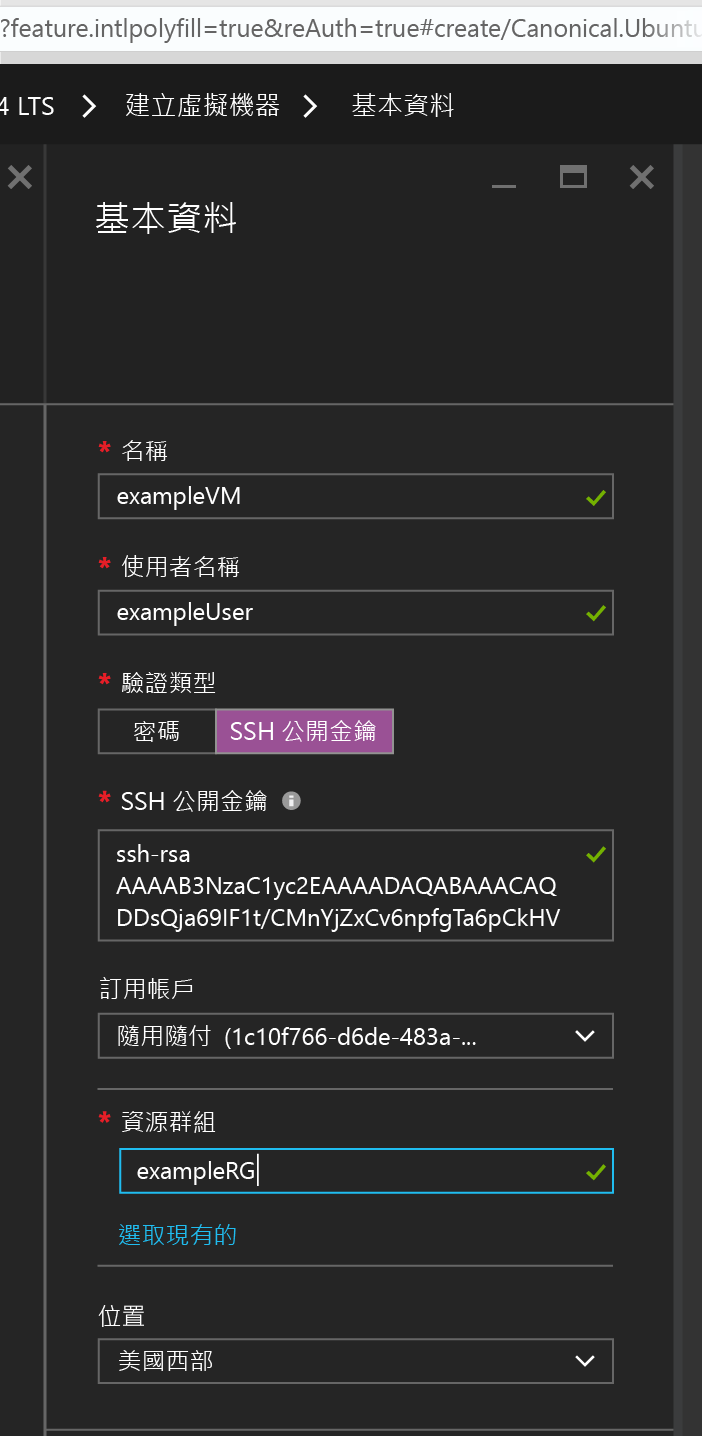 ?feature.intlpolyfill=true&reAuth=true#create/Canonical.Ubuntu
4 LTS > 建立虛擬機器 > 基本資料
基本資料
* 名稱
exampleVM
* 使用者名稱
exampleUser
* 驗證類型
密碼 SSH 公開金鑰
* SSH 公開金鑰
ssh-rsa
AAAAB3NzaC1yc2EAAAADAQABAAACAQ
DDsQja69IF1t/CMnYjZxCv6npfgTa6pCkHV
訂用帳戶
隨用隨付 (1c10f766-d6de-483a-...
* 資源群組
exampleRG
選取現有的
位置
美國西部